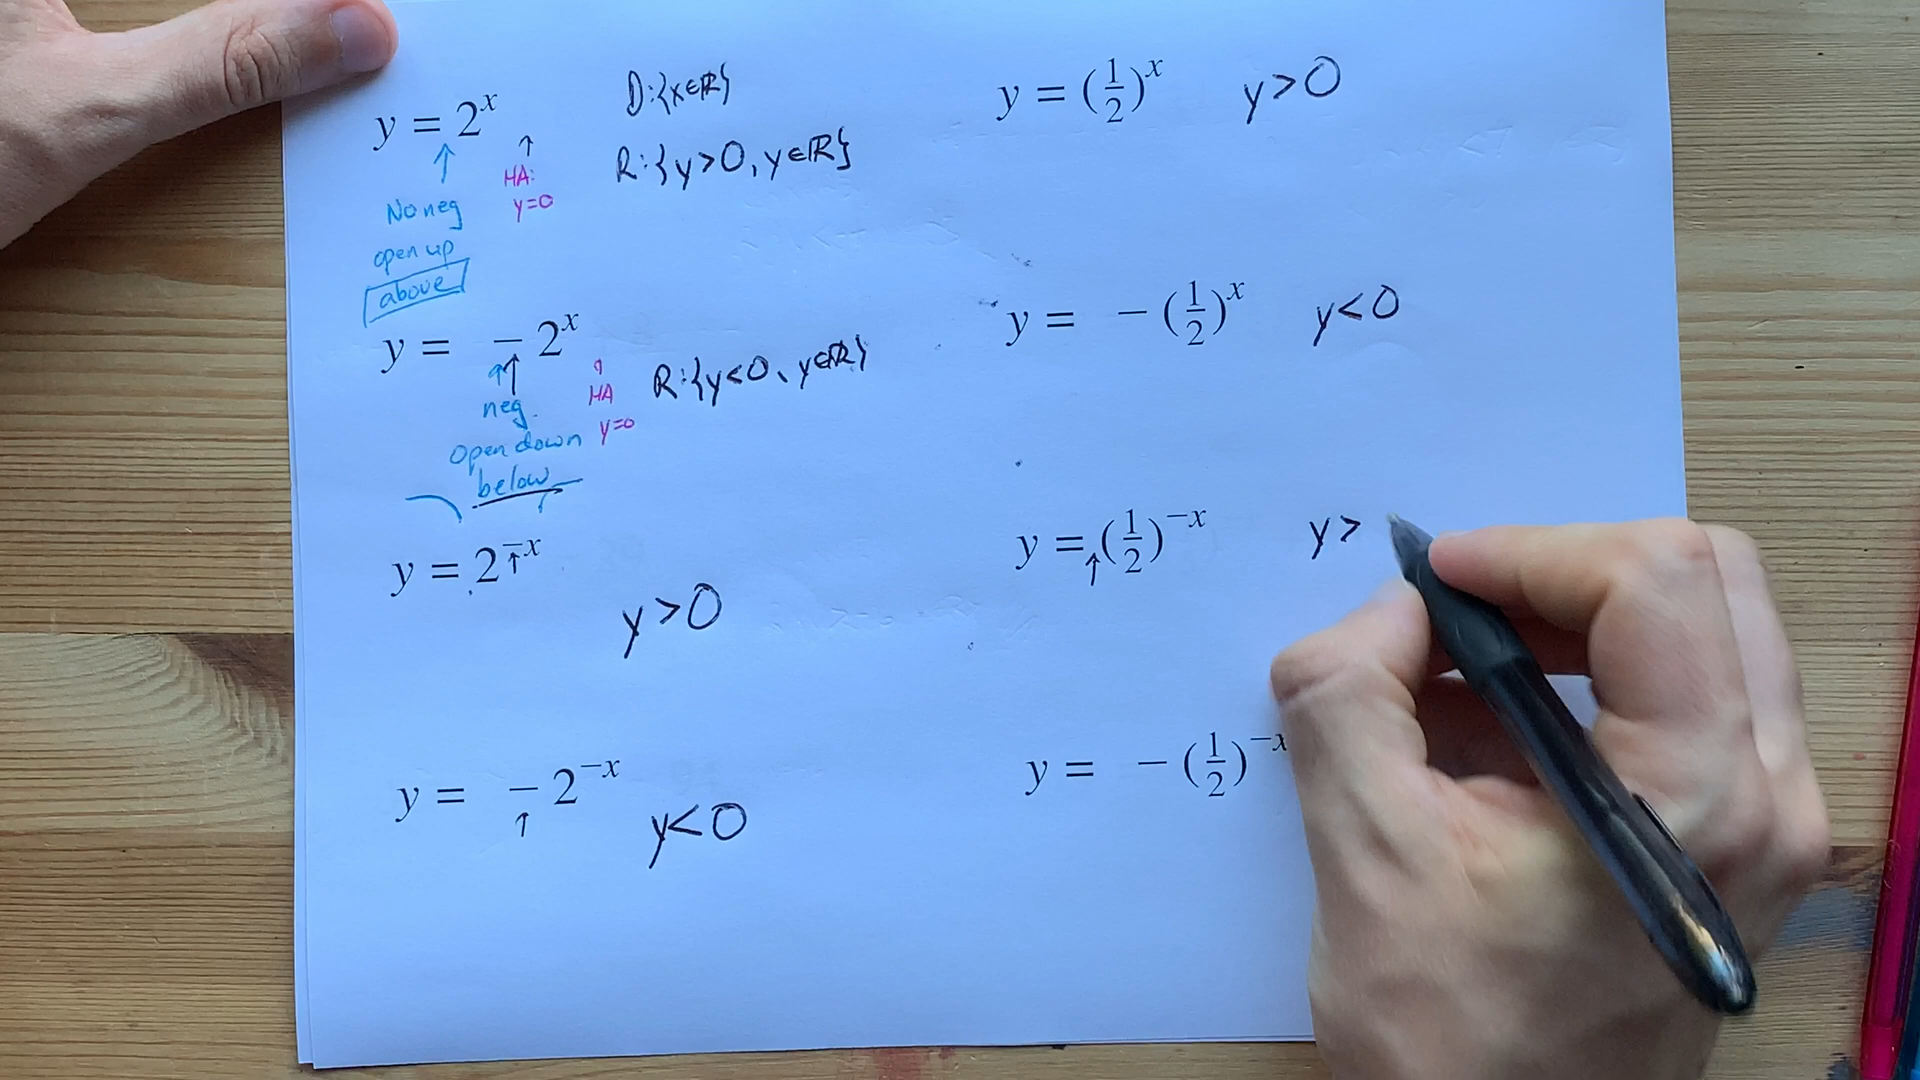 y = 2^x
D:{x∈ℝ}
R:{y>0, y∈ℝ}
↑ ↑
No neg
open up
above
HA:
y=0
y = −2^x
R:{y<0, y∈ℝ}
↑ ↑
neg.
Open down
below
↑
HA
y=0
y = 2^−x
↑
y>0
y = −2^−x
↑
y<0
y = (1/2)^x y>0
y = −(1/2)^x y<0
y = (1/2)^−x y>
↑
y = −(1/2)^−x